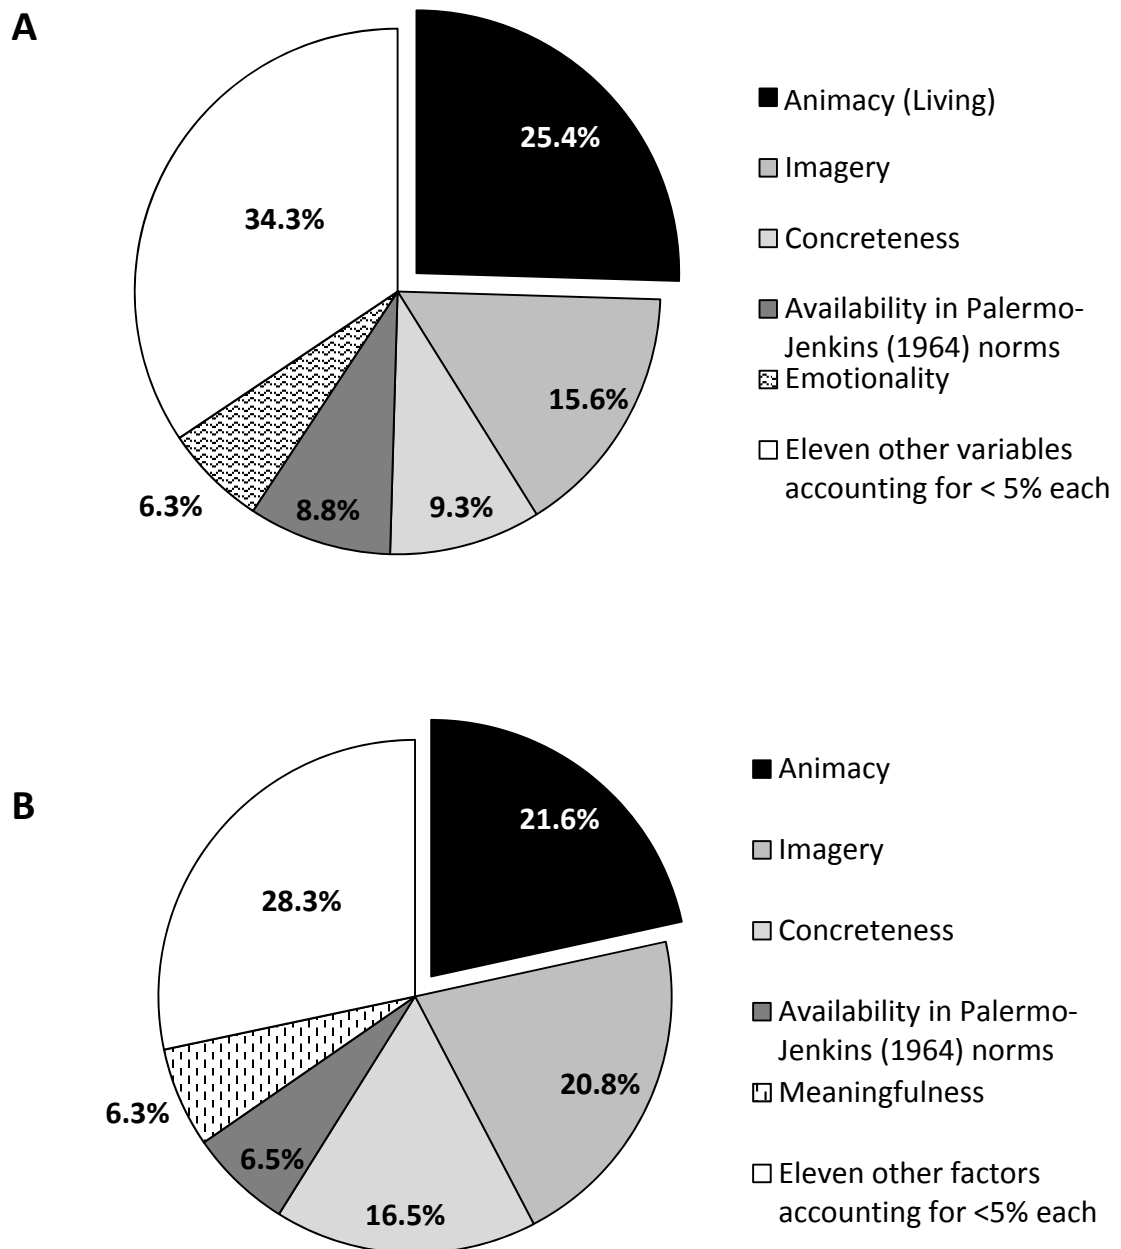 A
25.4%
34.3%
15.6%
9.3%
8.8%
6.3%
Animacy (Living)
Imagery
Concreteness
Availability in Palermo-
Jenkins (1964) norms
Emotionality
Eleven other variables
accounting for < 5% each
B
21.6%
28.3%
20.8%
16.5%
6.5%
6.3%
Animacy
Imagery
Concreteness
Availability in Palermo-
Jenkins (1964) norms
Meaningfulness
Eleven other factors
accounting for <5% each